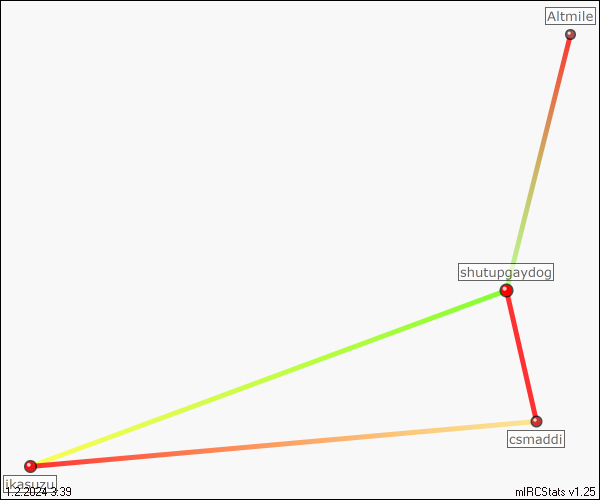 Altmile
shutupgaydog
csmaddi
ikasuzu
1.2.2024 3:39
mIRCStats v1.25